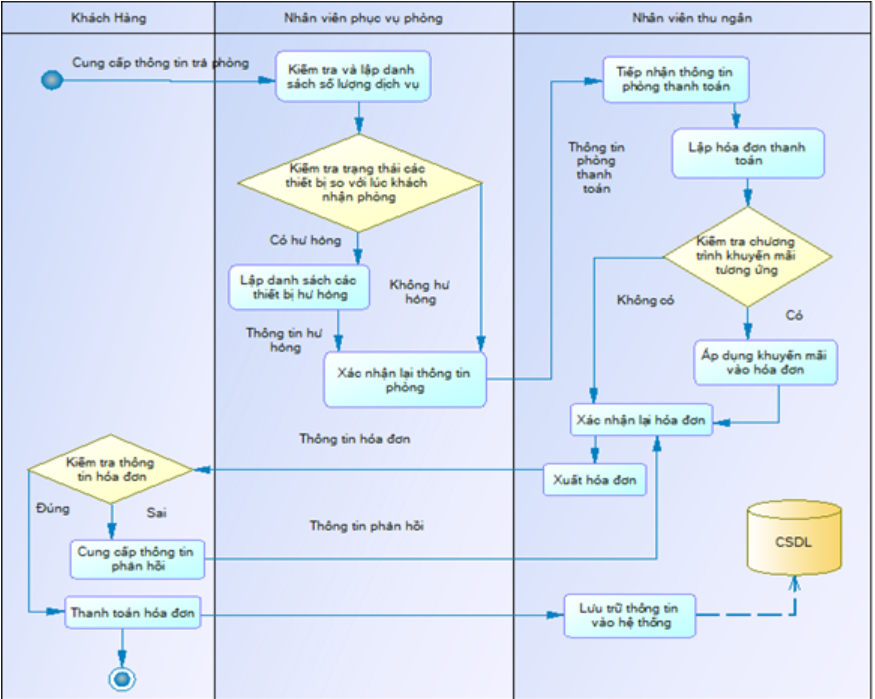 Khách Hàng
Nhân viên phục vụ phòng
Nhân viên thu ngân
Cung cấp thông tin trả phòng
Kiểm tra và lập danh
sách số lượng dịch vụ
Tiếp nhận thông tin
phòng thanh toán
Thông tin
phòng
thanh
toán
Lập hóa đơn thanh
toán
Kiểm tra trạng thái các
thiết bị so với lúc khách
nhận phòng
Kiểm tra chương
trình khuyến mãi
tương ứng
Có hư hỏng
Không hư
hỏng
Lập danh sách các
thiết bị hư hỏng
Không có
Có
Thông tin hư
hỏng
Xác nhận lại thông tin
phòng
Áp dụng khuyến mãi
vào hóa đơn
Xác nhận lại hóa đơn
Thông tin hóa đơn
Kiểm tra thông
tin hóa đơn
Xuất hóa đơn
Đúng
Sai
Thông tin phản hồi
Cung cấp thông tin
phản hồi
CSDL
Thanh toán hóa đơn
Lưu trữ thông tin
vào hệ thống